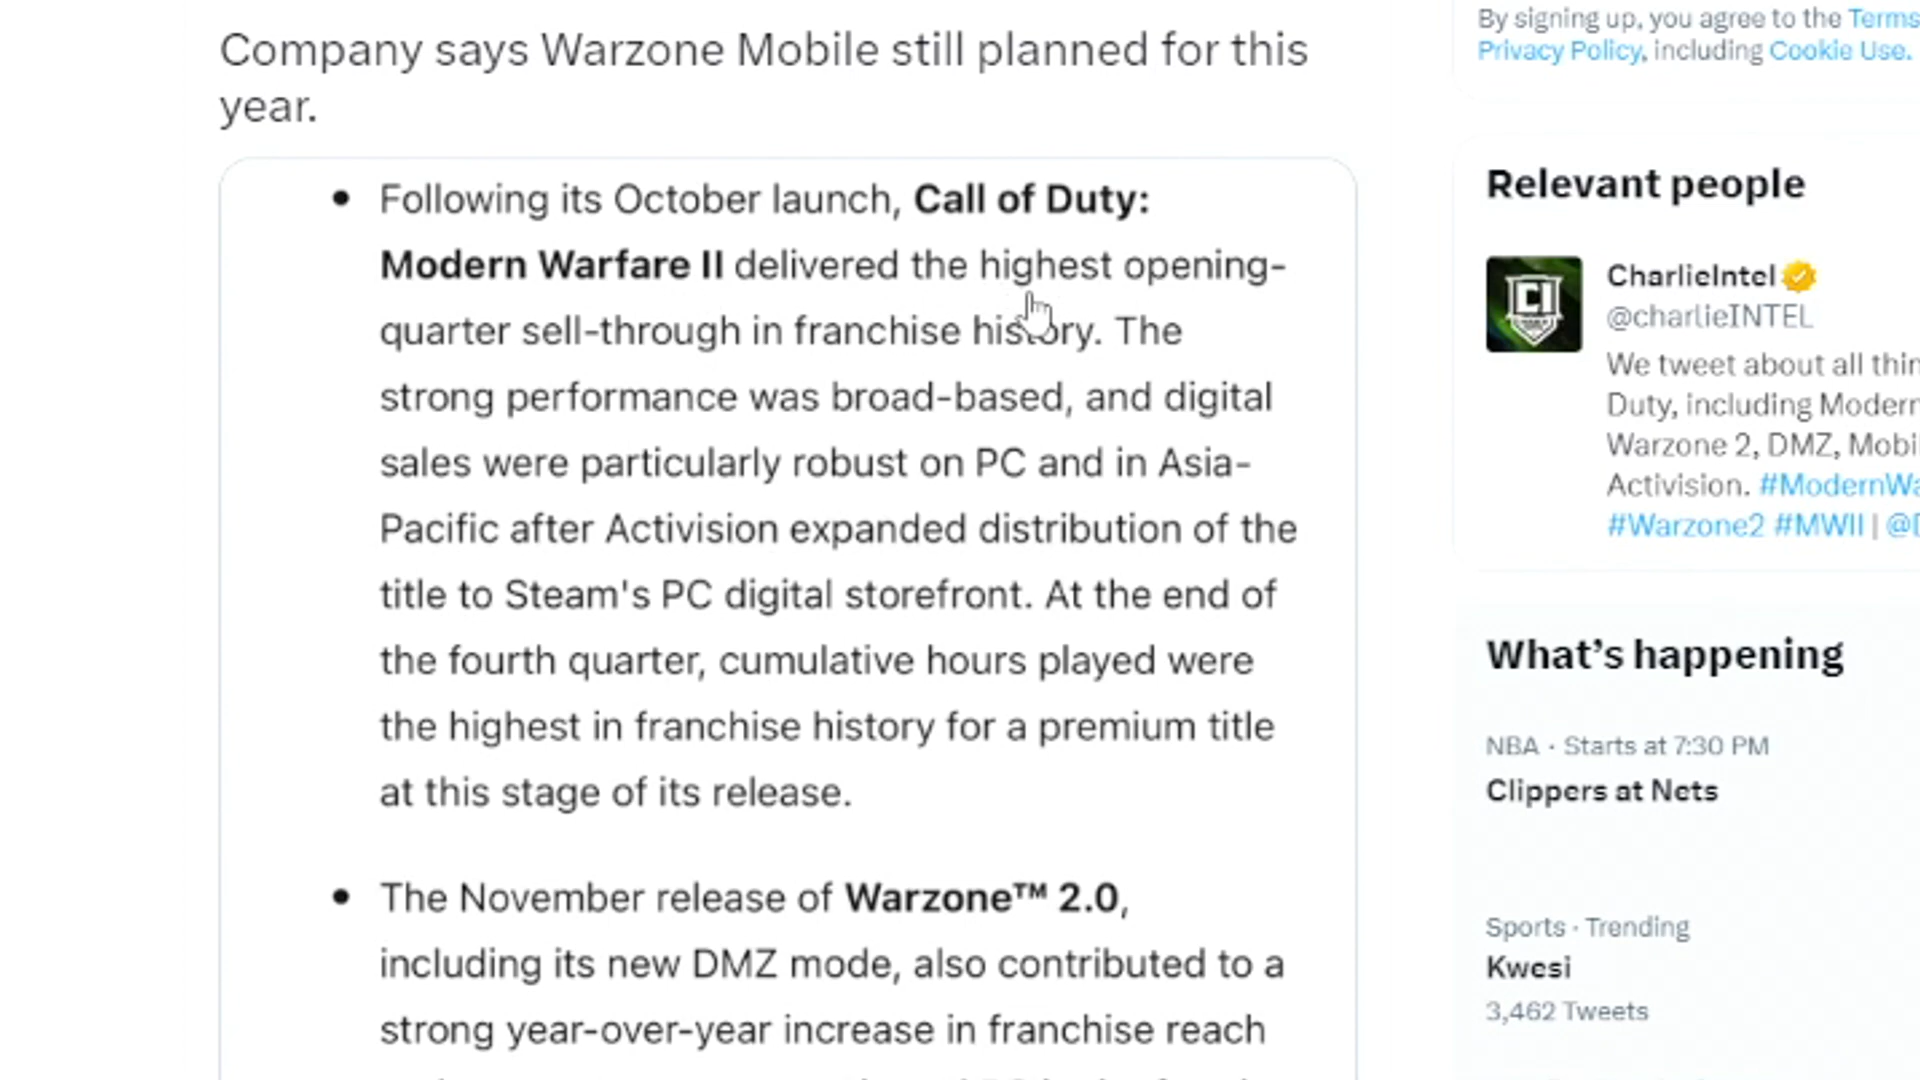 Company says Warzone Mobile still planned for this
year.
• Following its October launch, Call of Duty:
Modern Warfare II delivered the highest opening-
quarter sell-through in franchise history. The
strong performance was broad-based, and digital
sales were particularly robust on PC and in Asia-
Pacific after Activision expanded distribution of the
title to Steam's PC digital storefront. At the end of
the fourth quarter, cumulative hours played were
the highest in franchise history for a premium title
at this stage of its release.
• The November release of Warzone™ 2.0,
including its new DMZ mode, also contributed to a
strong year-over-year increase in franchise reach
By signing up, you agree to the Terms
Privacy Policy, including Cookie Use.
Relevant people
CI
CharlieIntel
@charlieINTEL
We tweet about all
Duty, including Modern
Warzone 2, DMZ,
Activision.
#Warzone2 #MWII |
What's happening
NBA · Starts at 7:30 PM
Clippers at Nets
Sports · Trending
Kwesi
3,462 Tweets